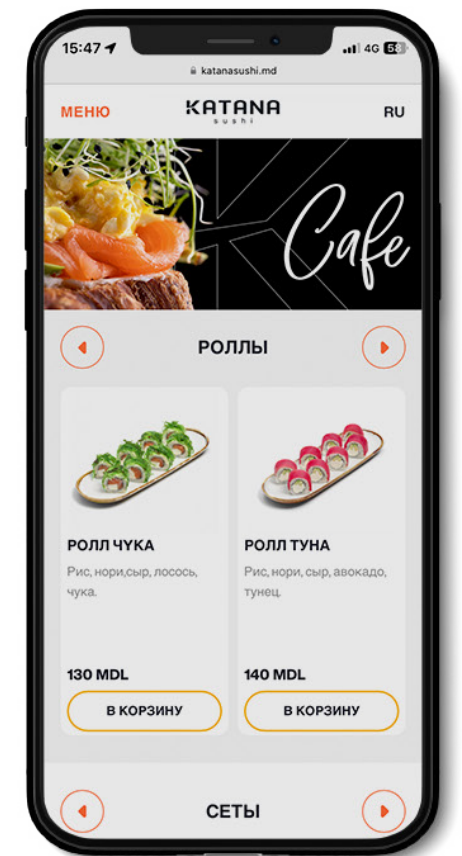 15:47 4G 58
katanasushi.md
МЕНЮ KATANA RU
sushi
Cafe
РОЛЛЫ
РОЛЛ ЧУКА РОЛЛ ТУНА
Рис, нори,сыр, лосось, Рис, нори, сыр, авокадо,
чука. тунец.
130 MDL 140 MDL
В КОРЗИНУ В КОРЗИНУ
СЕТЫ